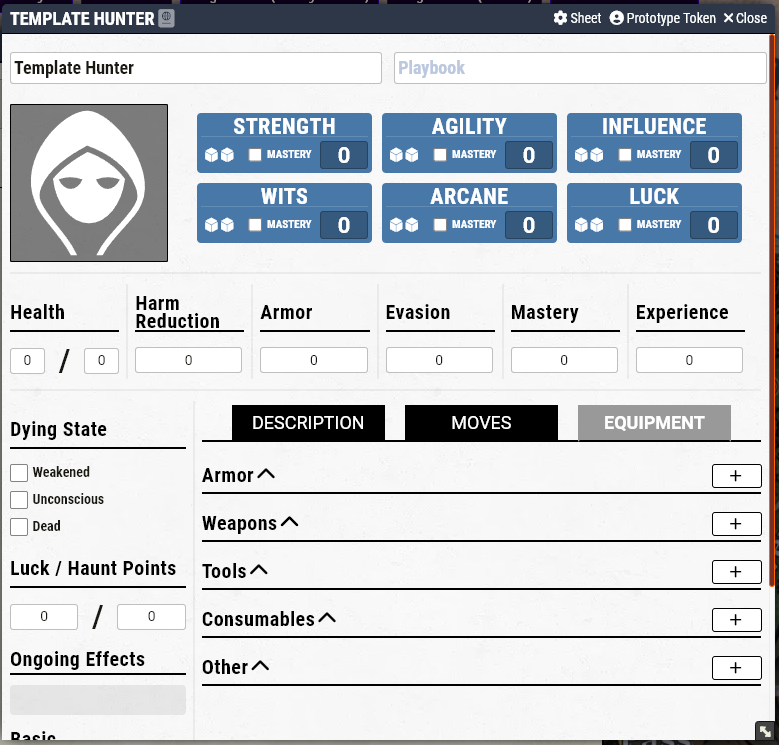 TEMPLATE HUNTER Sheet Prototype Token Close
Template Hunter Playbook
STRENGTH AGILITY INFLUENCE
MASTERY 0 MASTERY 0 MASTERY 0
WITS ARCANE LUCK
MASTERY 0 MASTERY 0 MASTERY 0
Health Harm Reduction Armor Evasion Mastery Experience
0 / 0 0 0 0 0 0
Dying State
Weakened
Unconscious
Dead
Luck / Haunt Points
0 / 0
Ongoing Effects
Basic
DESCRIPTION MOVES EQUIPMENT
Armor +
Weapons +
Tools +
Consumables +
Other +